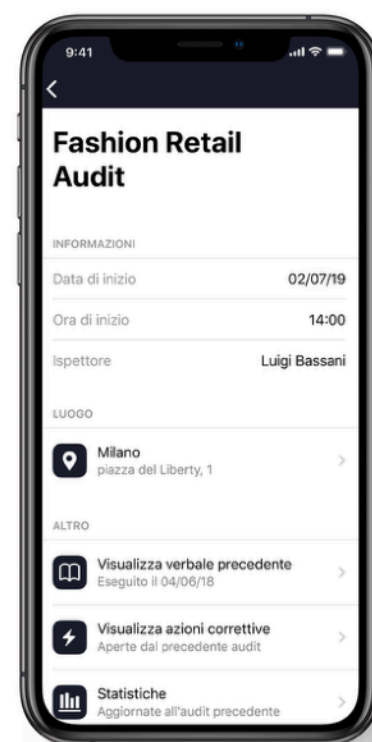 9:41
Fashion Retail
Audit
INFORMAZIONI
Data di inizio 02/07/19
Ora di inizio 14:00
Ispettore Luigi Bassani
LUOGO
Milano
piazza del Liberty, 1
ALTRO
Visualizza verbale precedente
Eseguito il 04/06/18
Visualizza azioni correttive
Aperte dal precedente audit
Statistiche
Aggiornate all'audit precedente